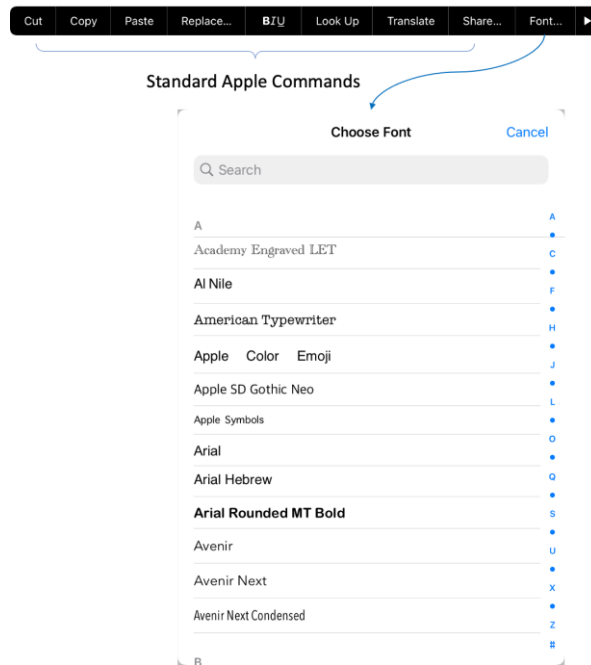 Cut Copy Paste Replace... BIU Look Up Translate Share... Font... ▶
Standard Apple Commands
Choose Font Cancel
Search
A
Academy Engraved LET
Al Nile
American Typewriter
Apple Color Emoji
Apple SD Gothic Neo
Apple Symbols
Arial
Arial Hebrew
Arial Rounded MT Bold
Avenir
Avenir Next
Avenir Next Condensed
B
A
•
C
•
F
•
H
•
J
•
L
•
O
•
Q
•
S
•
U
•
X
•
Z
#